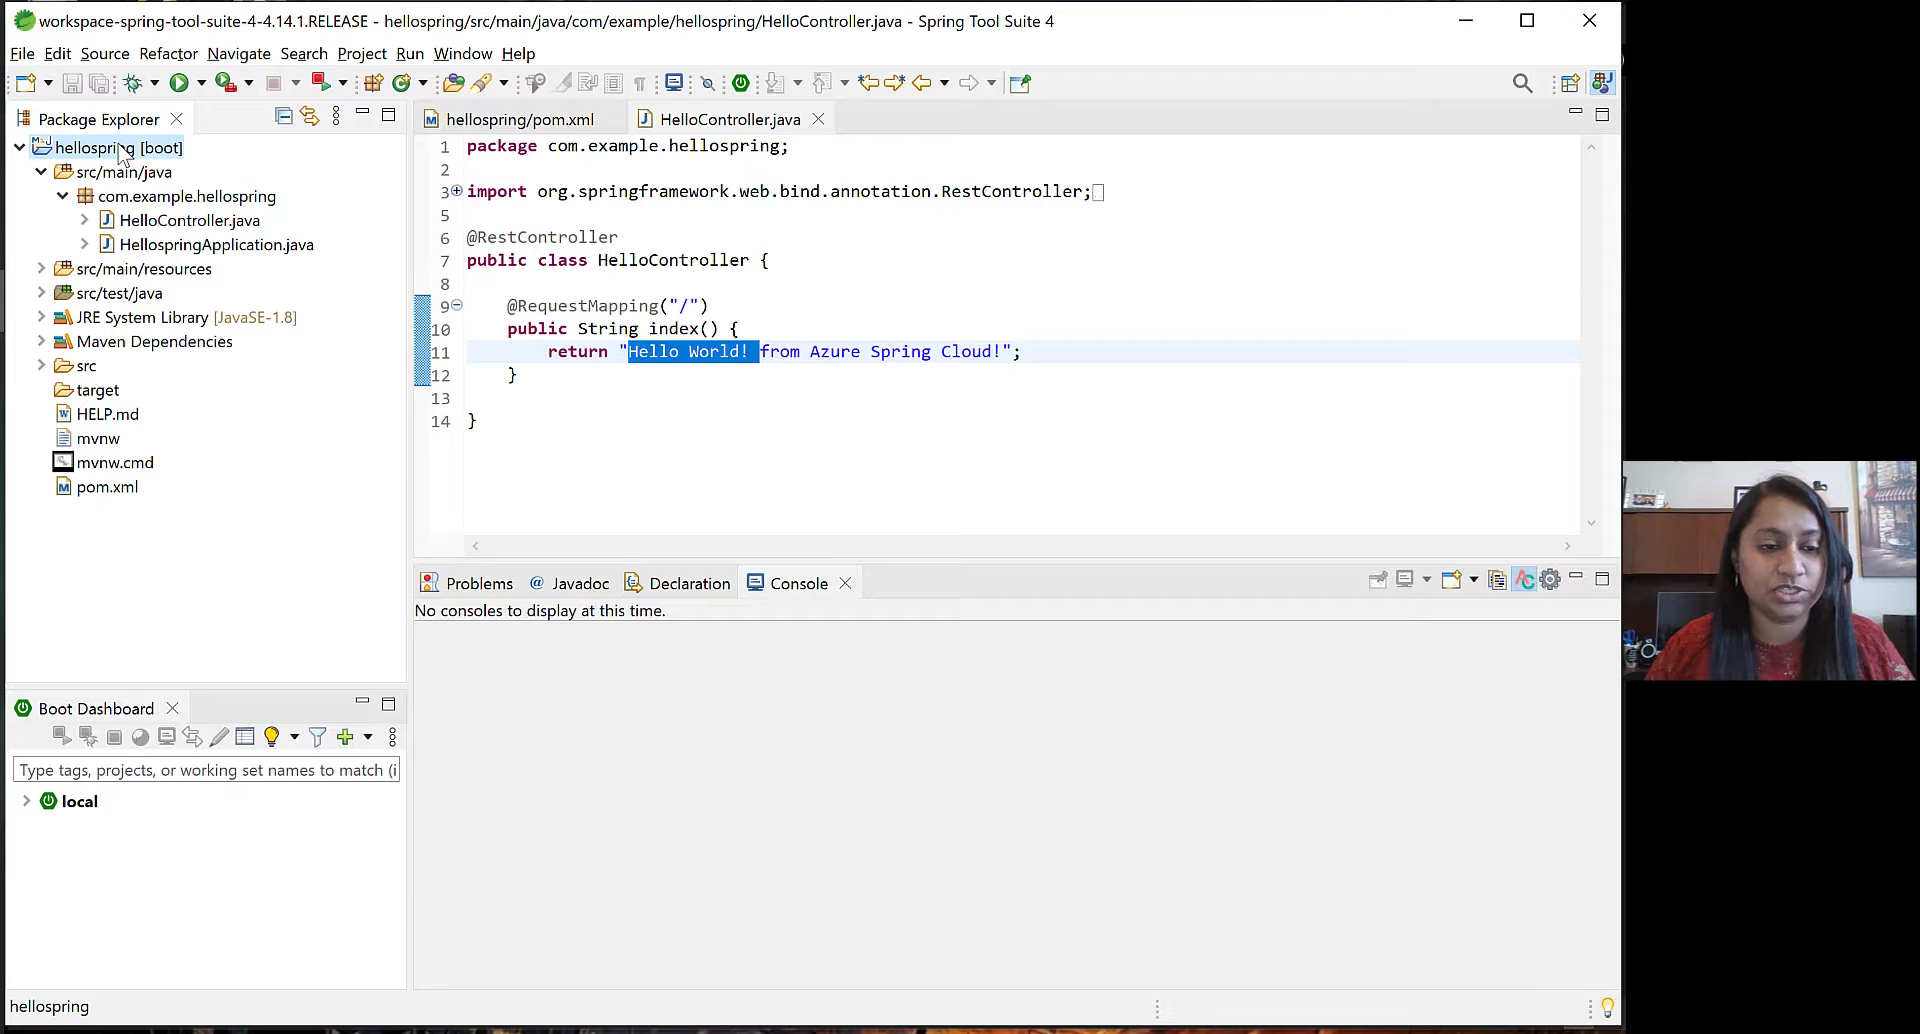 workspace-spring-tool-suite-4-4.14.1.RELEASE - hellospring/src/main/java/com/example/hellospring/HelloController.java - Spring Tool Suite 4
File Edit Source Refactor Navigate Search Project Run Window Help
Package Explorer
hellospring [boot]
src/main/java
com.example.hellospring
HelloController.java
HellospringApplication.java
src/main/resources
src/test/java
JRE System Library [JavaSE-1.8]
Maven Dependencies
src
target
HELP.md
mvnw
mvnw.cmd
pom.xml
hellospring/pom.xml HelloController.java
1 package com.example.hellospring;
2
3 import org.springframework.web.bind.annotation.RestController;
5
6 @RestController
7 public class HelloController {
8
9 @RequestMapping("/")
10 public String index() {
11 return "Hello World! from Azure Spring Cloud!";
12 }
13
14 }
Problems @ Javadoc Declaration Console
No consoles to display at this time.
Boot Dashboard
Type tags, projects, or working set names to match (i
local
hellospring